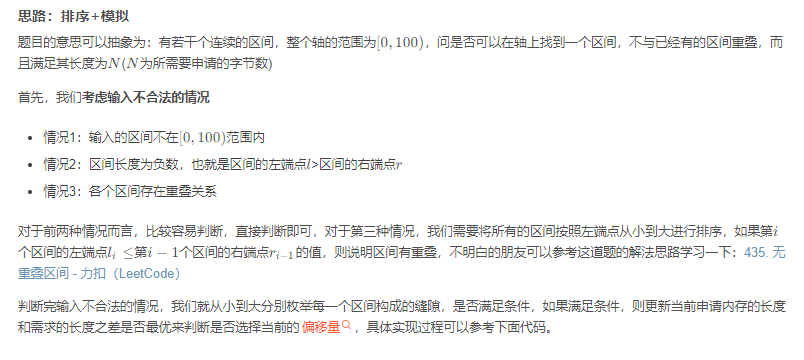 思路：排序+模拟
题目的意思可以抽象为：有若干个连续的区间，整个轴的范围为[0, 100)，问是否可以在轴上找到一个区间，不与已经有的区间重叠，而
且满足其长度为N(N为所需要申请的字节数)
首先，我们考虑输入不合法的情况
• 情况1：输入的区间不在[0, 100)范围内
• 情况2：区间长度为负数，也就是区间的左端点l>区间的右端点r
• 情况3：各个区间存在重叠关系
对于前两种情况而言，比较容易判断，直接判断即可，对于第三种情况，我们需要将所有的区间按照左端点从小到大进行排序，如果第i
个区间的左端点lᵢ ≤第i − 1个区间的右端点rᵢ₋₁的值，则说明区间有重叠，不明白的朋友可以参考这道题的解法思路学习一下：435. 无
重叠区间 - 力扣（LeetCode）
判断完输入不合法的情况，我们就从小到大分别枚举每一个区间构成的缝隙，是否满足条件，如果满足条件，则更新当前申请内存的长度
和需求的长度之差是否最优来判断是否选择当前的 偏移量，具体实现过程可以参考下面代码。